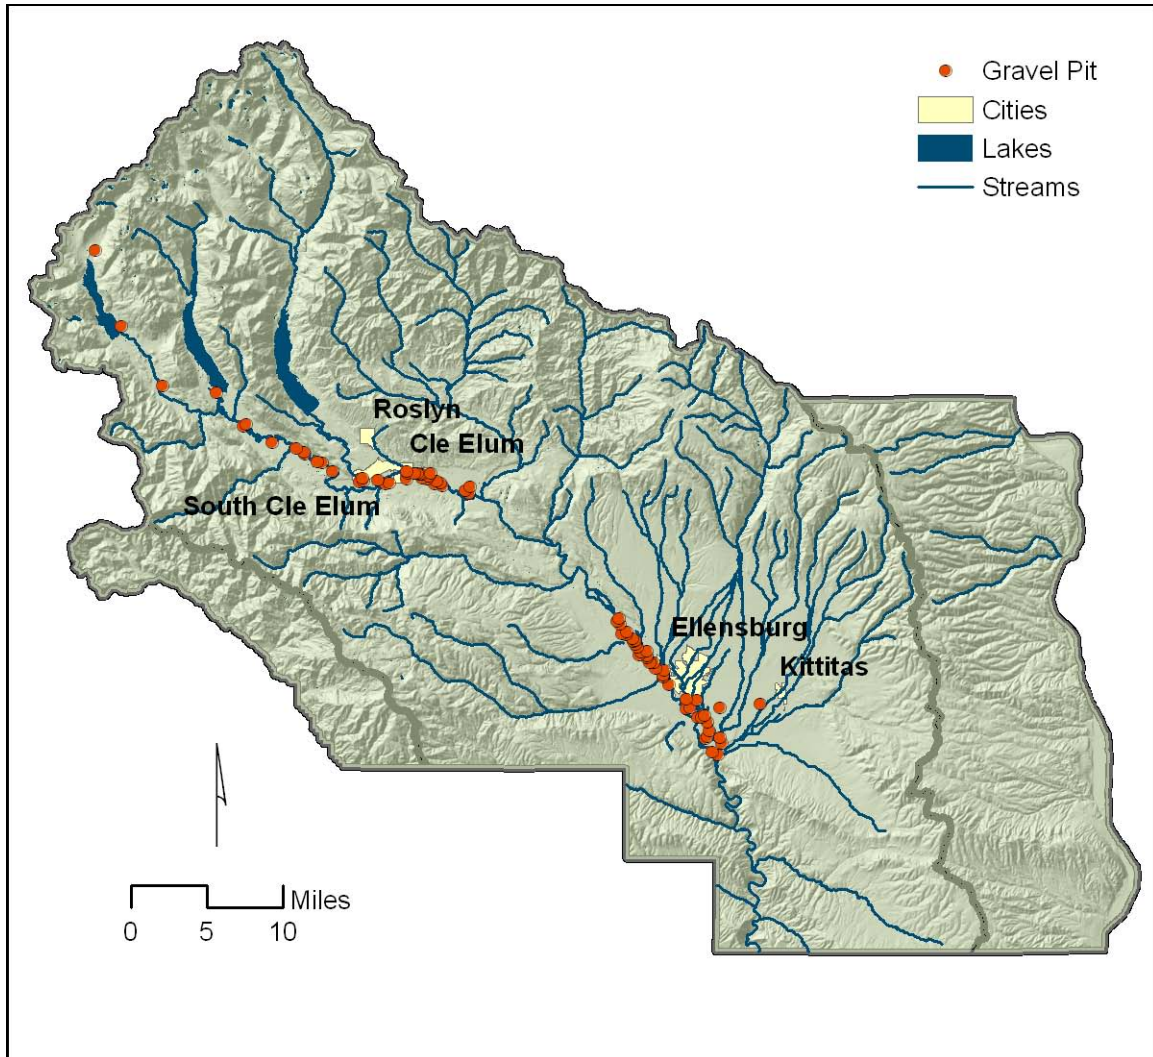 Gravel Pit
Cities
Lakes
Streams
Roslyn
Cle Elum
South Cle Elum
Ellensburg
Kittitas
Miles
0 5 10